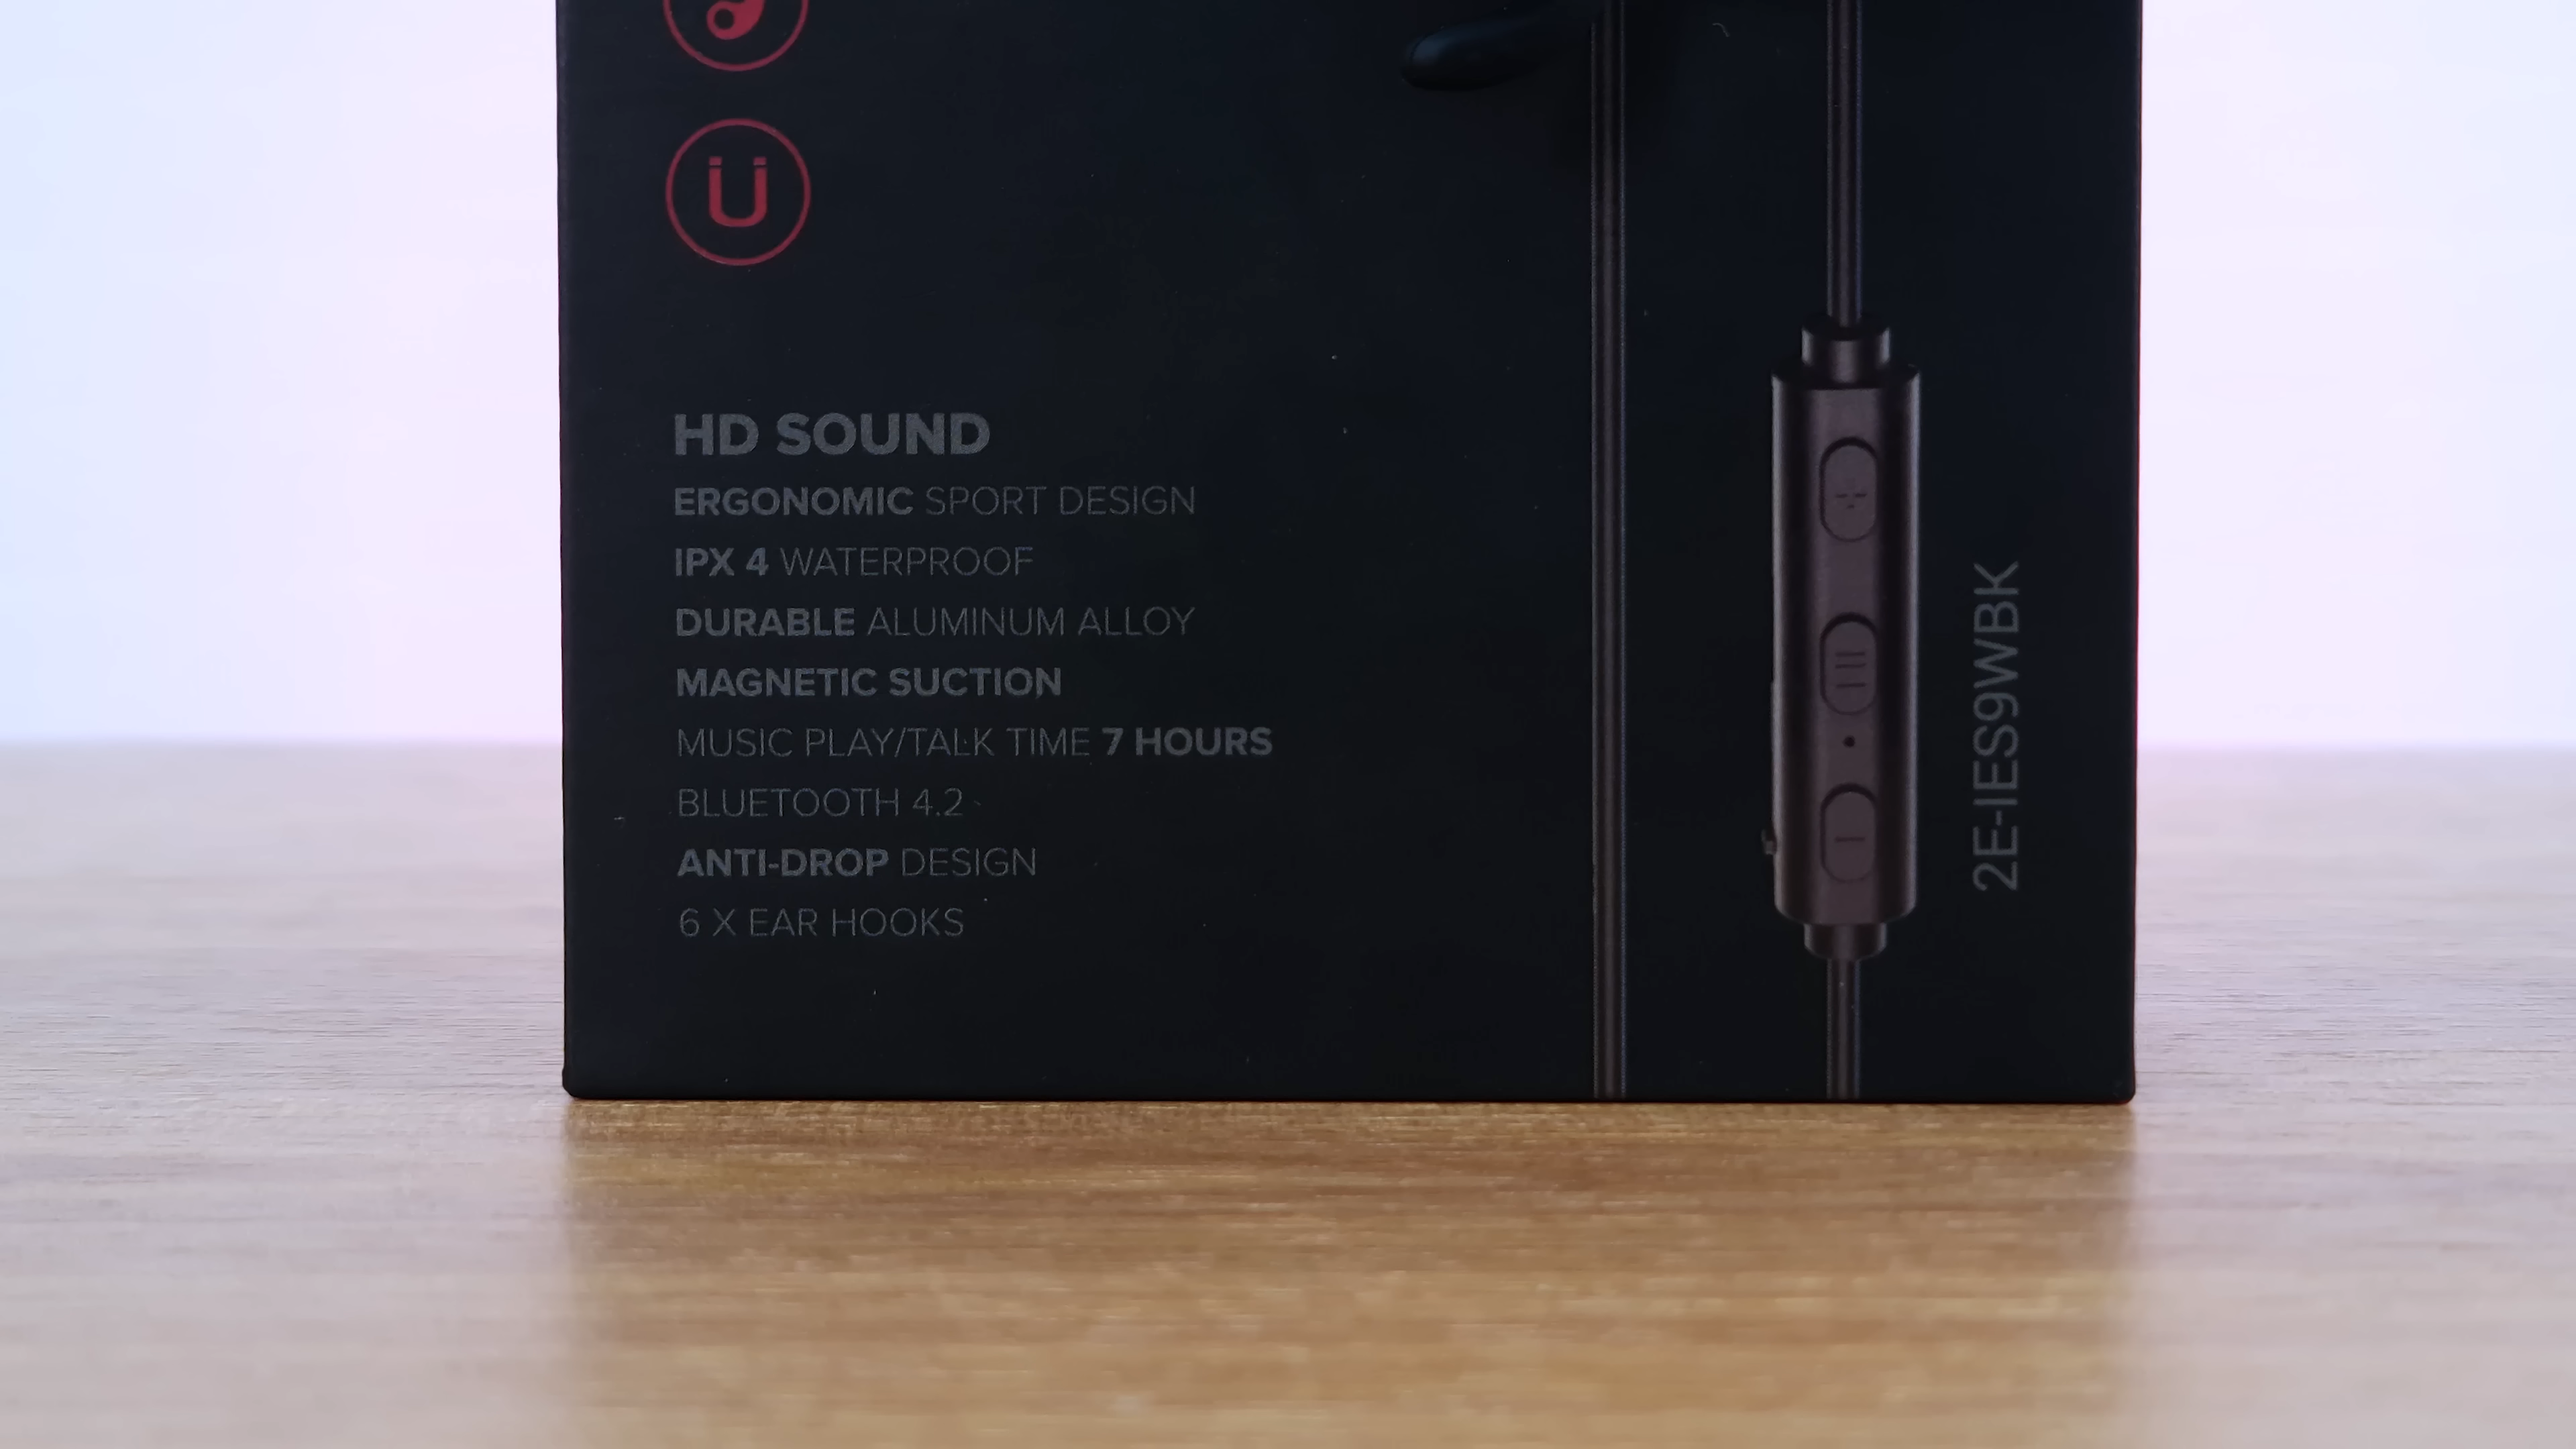 HD SOUND
ERGONOMIC SPORT DESIGN
IPX 4 WATERPROOF
DURABLE ALUMINUM ALLOY
MAGNETIC SUCTION
MUSIC PLAY/TALK TIME 7 HOURS
BLUETOOTH 4.2
ANTI-DROP DESIGN
6 X EAR HOOKS
2E-IES9WBK